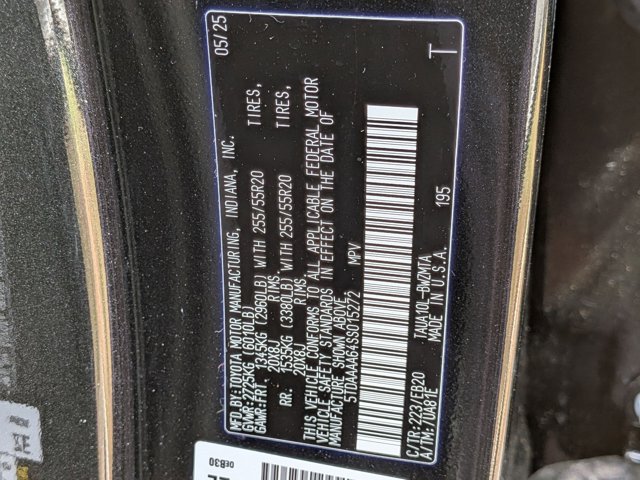 MFD.BY:TOYOTA MOTOR MANUFACTURING, INDIANA, INC. 05/25
GVWR:2725KG(6010LB)
GAWR:FRT. 1345KG(2960LB) WITH 255/55R20 TIRES,
20X8J RIMS,
RR. 1535KG(3380LB) WITH 255/55R20 TIRES,
20X8J RIMS.
THIS VEHICLE CONFORMS TO ALL APPLICABLE FEDERAL MOTOR
VEHICLE SAFETY STANDARDS IN EFFECT ON THE DATE OF
MANUFACTURE SHOWN ABOVE.
5TDAAAA64SS015272 MPV
C/TR:223/EB20 TAHA10L-BWZMTA
A/TM:/UA81E MADE IN U.S.A. 195 T
0EB30